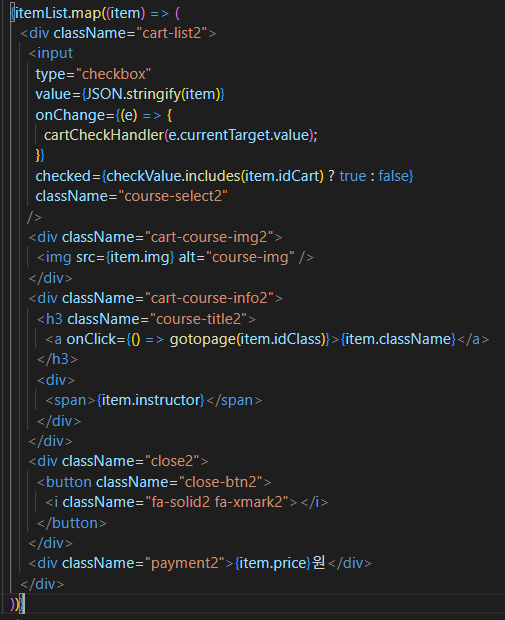 {itemList.map((item) => (
<div className="cart-list2">
<input
type="checkbox"
value={JSON.stringify(item)}
onChange={(e) => {
cartCheckHandler(e.currentTarget.value);
}}
checked={checkValue.includes(item.idCart) ? true : false}
className="course-select2"
/>
<div className="cart-course-img2">
<img src={item.img} alt="course-img" />
</div>
<div className="cart-course-info2">
<h3 className="course-title2">
<a onClick={() => gotopage(item.idClass)}>{item.className}</a>
</h3>
<div>
<span>{item.instructor}</span>
</div>
</div>
<div className="close2">
<button className="close-btn2">
<i className="fa-solid2 fa-xmark2"></i>
</button>
</div>
<div className="payment2">{item.price}원</div>
</div>
))}